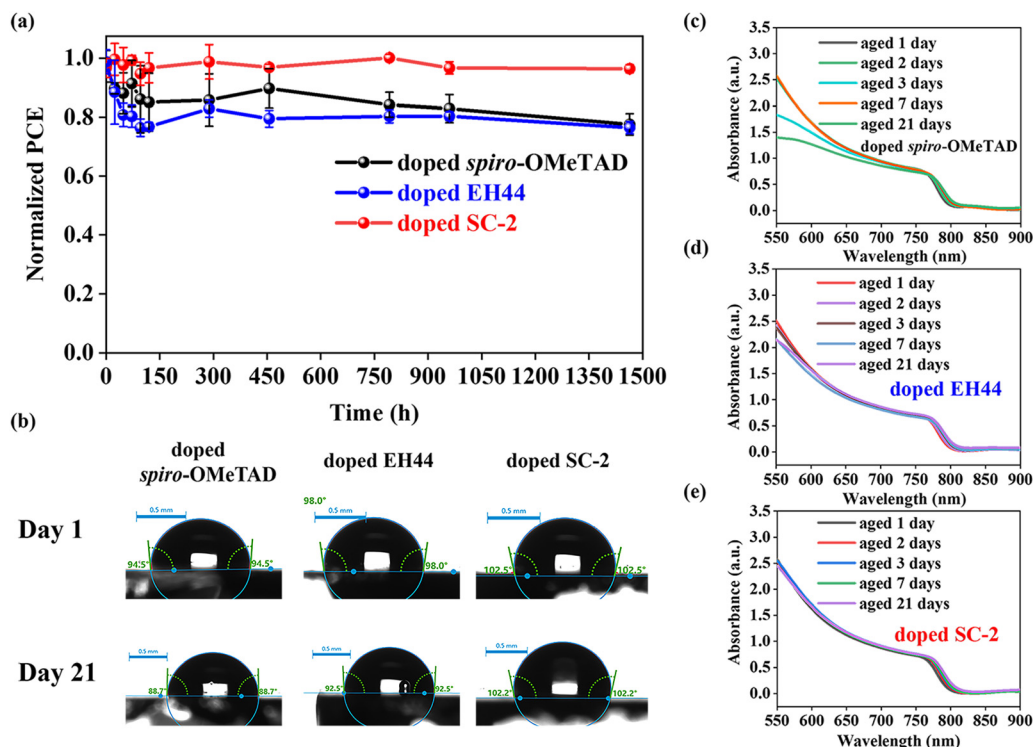 (a)
Normalized PCE
1.0
0.8
0.6
0.4
0.2
0.0
doped spiro-OMeTAD
doped EH44
doped SC-2
0 150 300 450 600 750 900 1050 1200 1350 1500
Time (h)
(b)
doped
spiro-OMeTAD
doped EH44
doped SC-2
Day 1
0.5 mm
94.5° 94.5°
98.0°
0.5 mm
98.0°
0.5 mm
102.5° 102.5°
Day 21
0.5 mm
88.7° 88.7°
0.5 mm
92.5° 92.5°
0.5 mm
102.2° 102.2°
(c)
Absorbance (a.u.)
3.5
3.0
2.5
2.0
1.5
1.0
0.5
0.0
aged 1 day
aged 2 days
aged 3 days
aged 7 days
aged 21 days
doped spiro-OMeTAD
550 600 650 700 750 800 850 900
Wavelength (nm)
(d)
Absorbance (a.u.)
3.5
3.0
2.5
2.0
1.5
1.0
0.5
0.0
aged 1 day
aged 2 days
aged 3 days
aged 7 days
aged 21 days
doped EH44
550 600 650 700 750 800 850 900
Wavelength (nm)
(e)
Absorbance (a.u.)
3.5
3.0
2.5
2.0
1.5
1.0
0.5
0.0
aged 1 day
aged 2 days
aged 3 days
aged 7 days
aged 21 days
doped SC-2
550 600 650 700 750 800 850 900
Wavelength (nm)